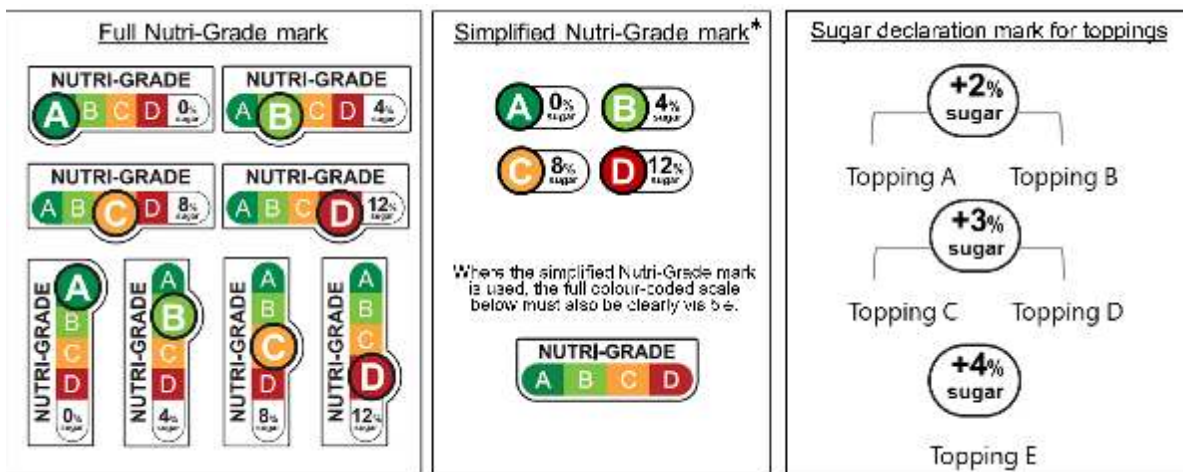 Full Nutri-Grade mark
NUTRI-GRADE
A B C D 0% sugar
NUTRI-GRADE
A B C D 4% sugar
NUTRI-GRADE
A B C D 8% sugar
NUTRI-GRADE
A B C D 12% sugar
NUTRI-GRADE
A
B
C
D
0%
sugar
NUTRI-GRADE
A
B
C
D
4%
sugar
NUTRI-GRADE
A
B
C
D
8%
sugar
NUTRI-GRADE
A
B
C
D
12%
sugar
Simplified Nutri-Grade mark*
A 0% sugar
B 4% sugar
C 8% sugar
D 12% sugar
Where the simplified Nutri-Grade mark
is used, the full colour-coded scale
below must also be clearly visible.
NUTRI-GRADE
A B C D
Sugar declaration mark for toppings
+2%
sugar
Topping A Topping B
+3%
sugar
Topping C Topping D
+4%
sugar
Topping E